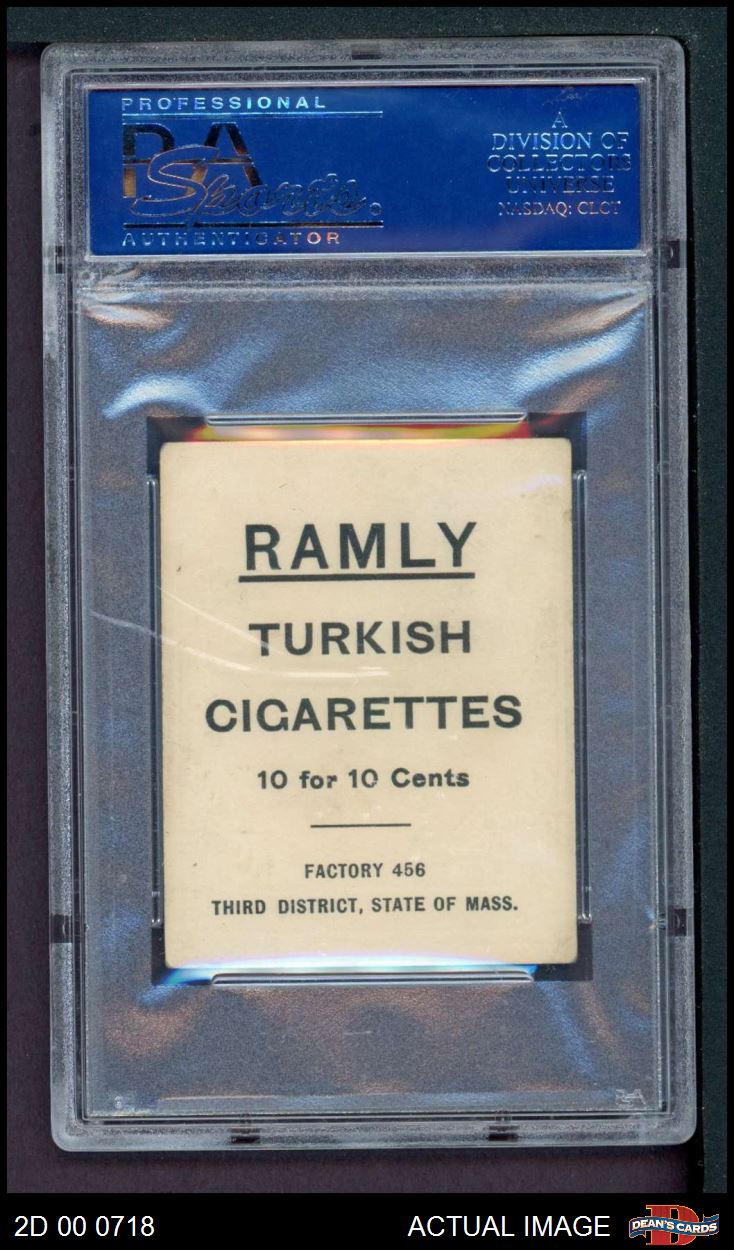 PROFESSIONAL
PSA
Sports
AUTHENTICATOR
A
DIVISION OF
COLLECTORS
UNIVERSE
NASDAQ: CLCT
RAMLY
TURKISH
CIGARETTES
10 for 10 Cents
FACTORY 456
THIRD DISTRICT, STATE OF MASS.
PSA
2D 00 0718
ACTUAL IMAGE
DEAN'S CARDS